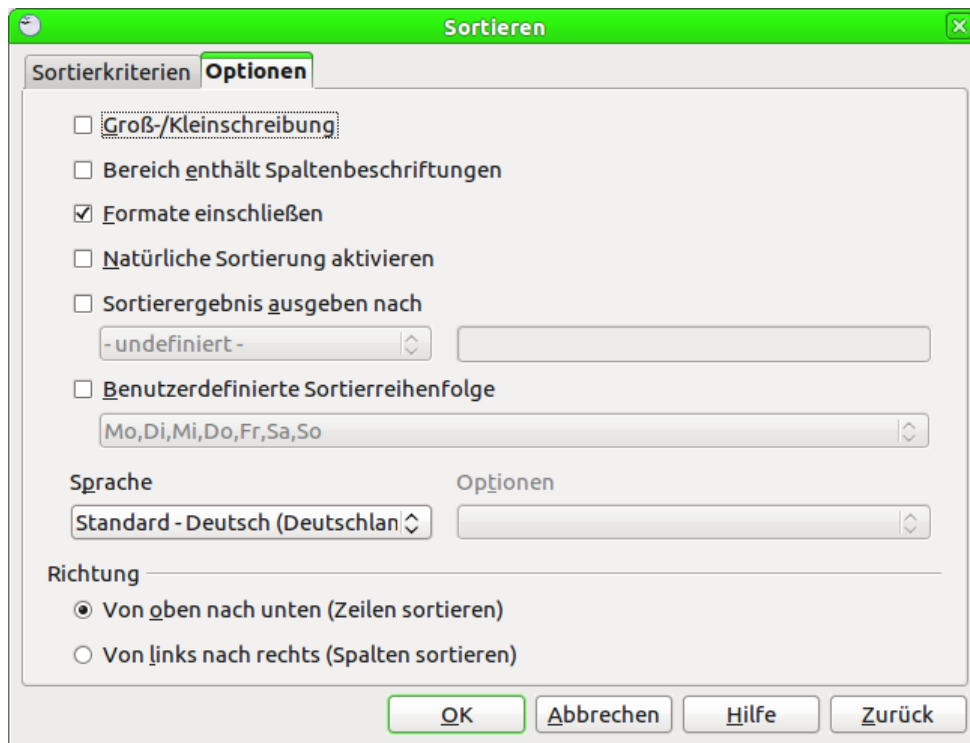 Sortieren
Sortierkriterien Optionen
Groß-/Kleinschreibung
Bereich enthält Spaltenbeschriftungen
Formate einschließen
Natürliche Sortierung aktivieren
Sortierergebnis ausgeben nach
- undefiniert -
Benutzerdefinierte Sortierreihenfolge
Mo,Di,Mi,Do,Fr,Sa,So
Sprache Optionen
Standard - Deutsch (Deutschlan
Richtung
Von oben nach unten (Zeilen sortieren)
Von links nach rechts (Spalten sortieren)
OK Abbrechen Hilfe Zurück